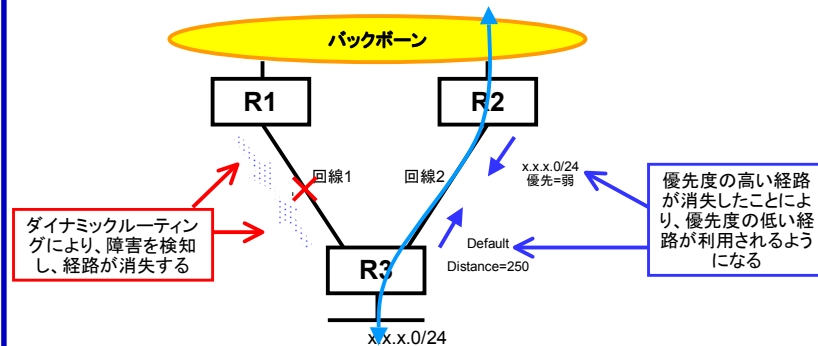 バックボーン
R1
R2
回線1
回線2
x.x.x.0/24
優先=弱
優先度の高い経路
が消失したことによ
り、優先度の低い経
路が利用されるよう
になる
ダイナミックルーティン
グにより、障害を検知
し、経路が消失する
Default
Distance=250
R3
x.x.x.0/24